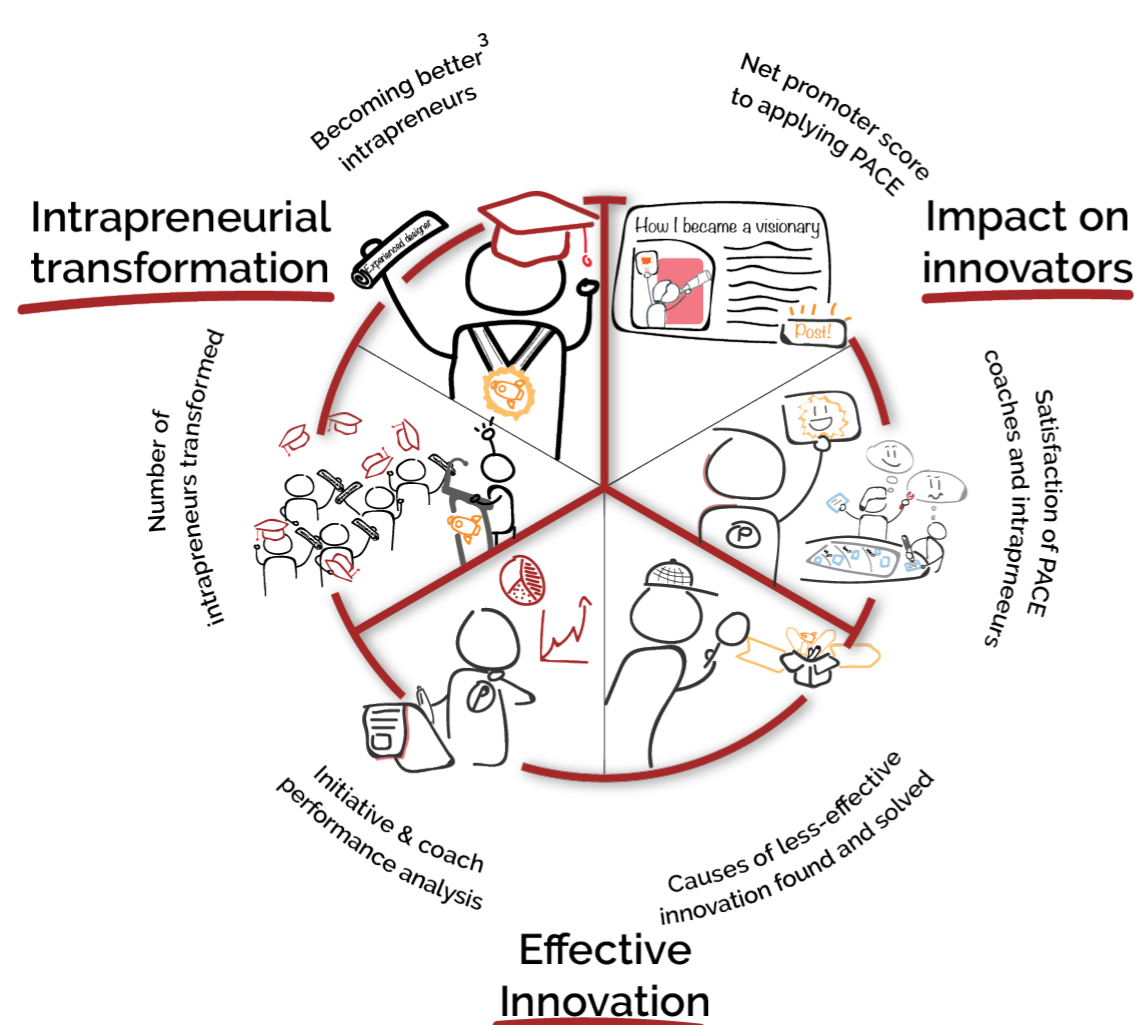 Becoming better3
intrapreneurs
Net promoter score
to applying PACE
Intrapreneurial
transformation
Impact on
innovators
Experienced designer
How I became a visionary
Post!
Number of
intrapreneurs transformed
Satisfaction of PACE
coaches and intraprneeurs
P
P
Initiative & coach
performance analysis
Causes of less-effective
innovation found and solved
Effective
Innovation